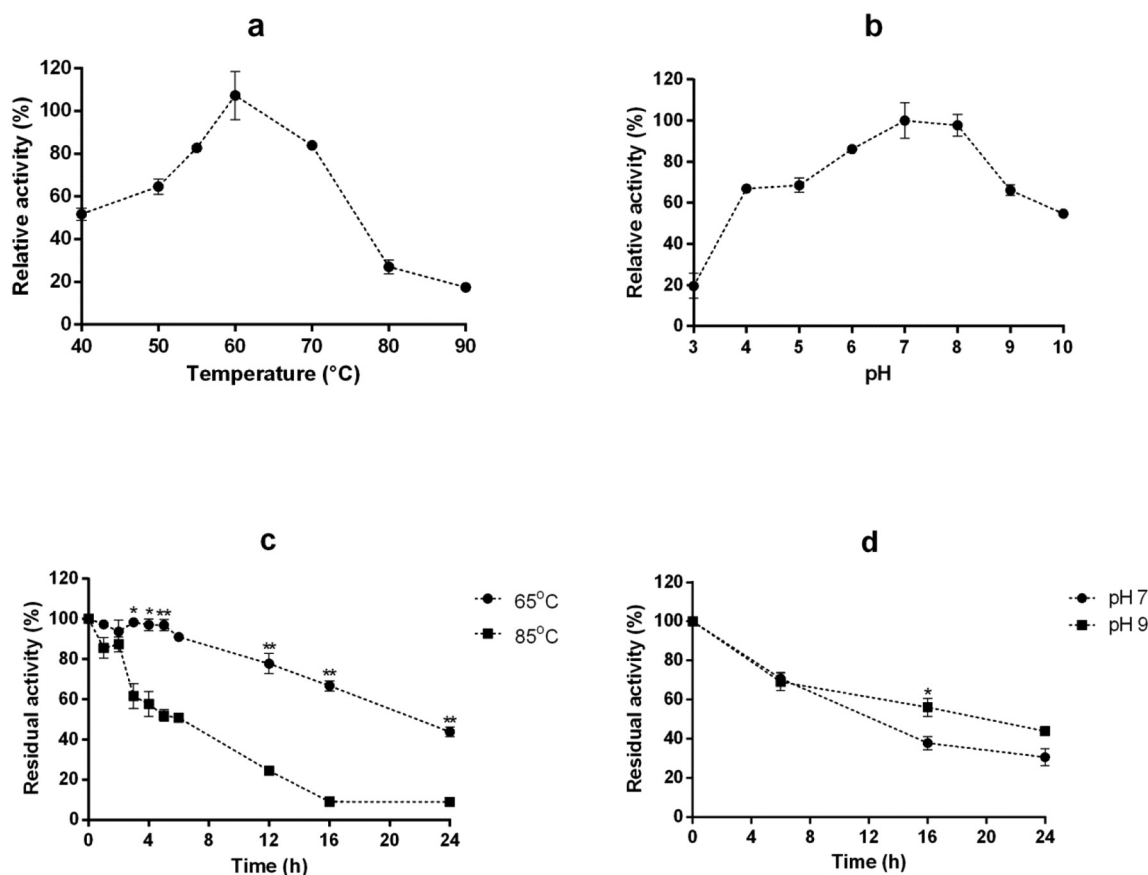 a
Relative activity (%)
120
100
80
60
40
20
0
40 50 60 70 80 90
Temperature (°C)
b
Relative activity (%)
120
100
80
60
40
20
0
3 4 5 6 7 8 9 10
pH
c
Residual activity (%)
120
100
80
60
40
20
0
* * ** ** ** **
0 4 8 12 16 20 24
Time (h)
65°C
85°C
d
Residual activity (%)
120
100
80
60
40
20
0
*
0 4 8 12 16 20 24
Time (h)
pH 7
pH 9